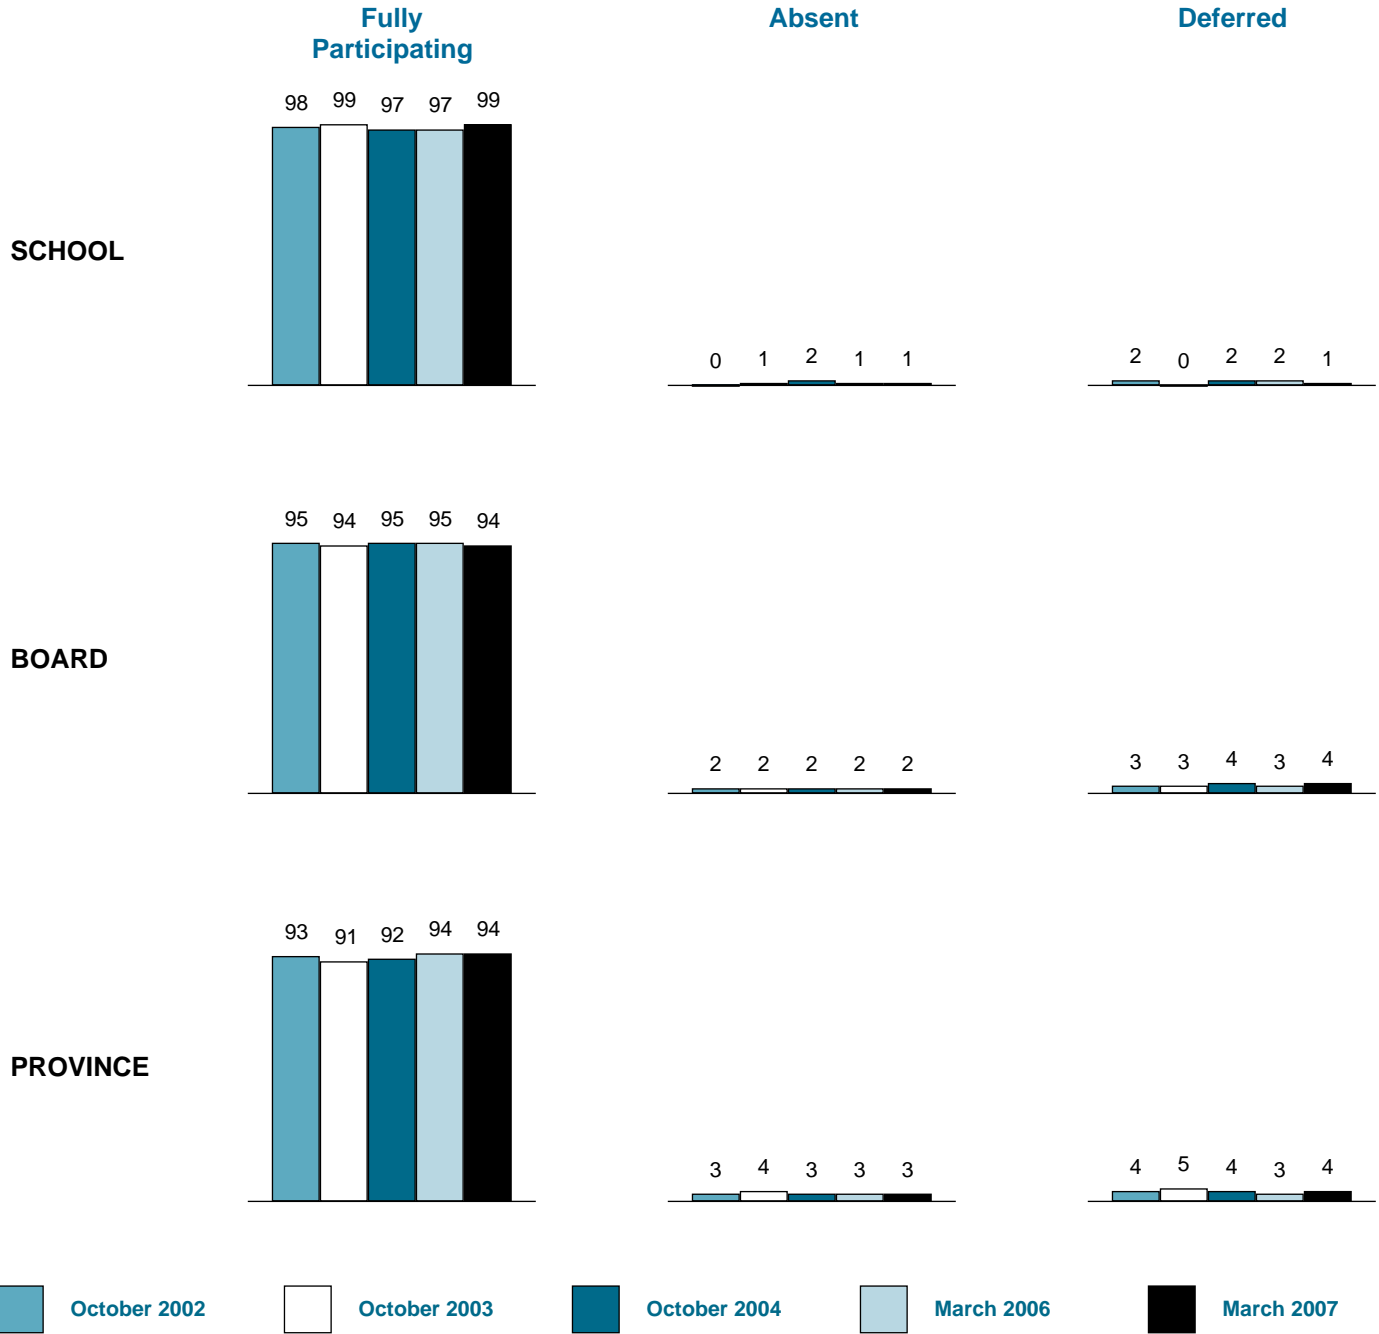 Fully
Participating
Absent
Deferred
98 99 97 97 99
SCHOOL
0 1 2 1 1
2 0 2 2 1
95 94 95 95 94
BOARD
2 2 2 2 2
3 3 4 3 4
93 91 92 94 94
PROVINCE
3 4 3 3 3
4 5 4 3 4
October 2002
October 2003
October 2004
March 2006
March 2007